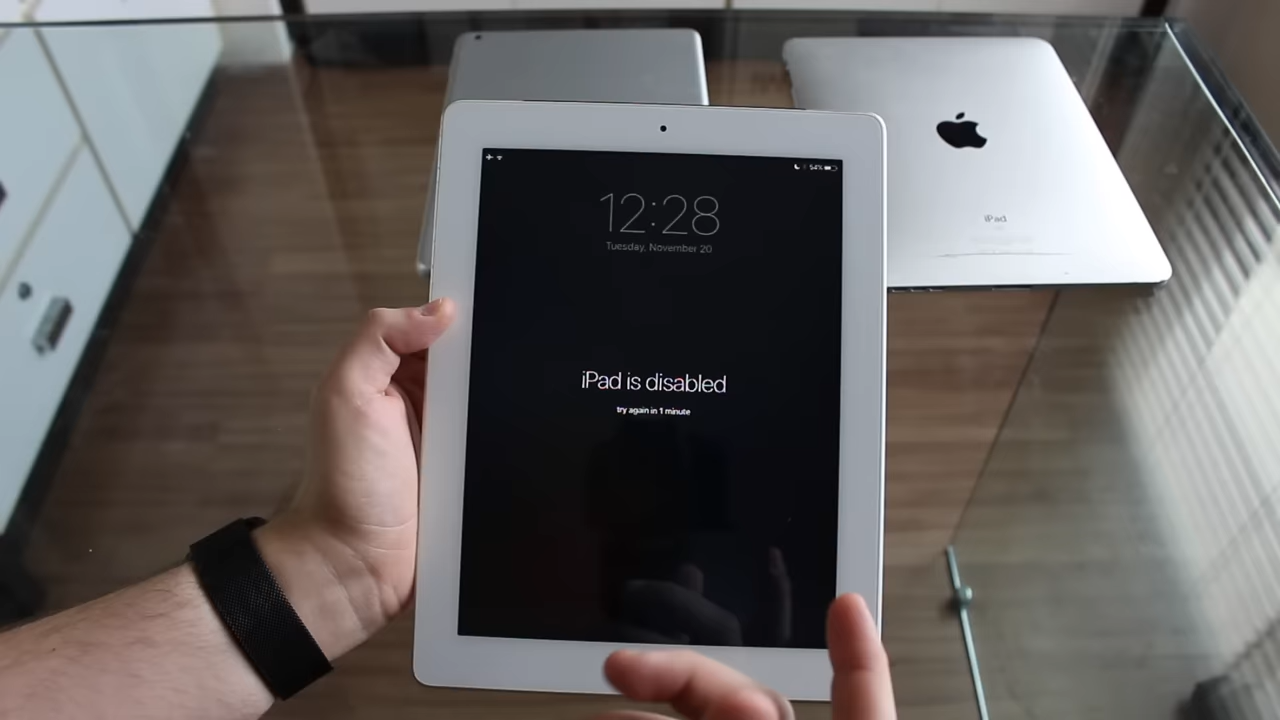 54%
12:28
Tuesday, November 20
iPad is disabled
try again in 1 minute
iPad